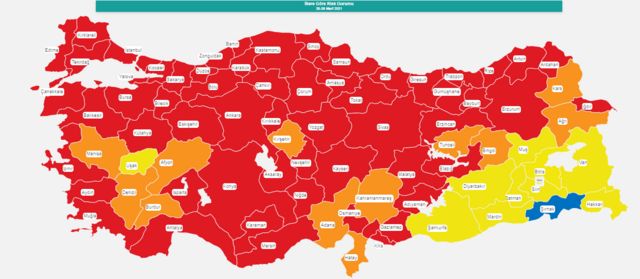 İllere Göre Risk Durumu
20-26 Mart 2021
Kırklareli
Edirne
Tekirdağ
İstanbul
Yalova
Kocaeli
Sakarya
Düzce
Zonguldak
Bartın
Karabük
Kastamonu
Sinop
Samsun
Ordu
Giresun
Trabzon
Rize
Artvin
Ardahan
Kars
Çanakkale
Balıkesir
Bursa
Bilecik
Bolu
Çankırı
Çorum
Amasya
Tokat
Gümüşhane
Bayburt
Erzurum
Ağrı
Kütahya
Eskişehir
Ankara
Kırıkkale
Yozgat
Sivas
Erzincan
Tunceli
Bingöl
Muş
Manisa
Uşak
Afyon
Kırşehir
Nevşehir
Kayseri
Malatya
Elazığ
Bitlis
Van
İzmir
Aydın
Denizli
Isparta
Konya
Aksaray
Niğde
Kahramanmaraş
Adıyaman
Diyarbakır
Batman
Siirt
Muğla
Burdur
Antalya
Karaman
Mersin
Adana
Osmaniye
Gaziantep
Kilis
Hatay
Şanlıurfa
Mardin
Şırnak
Hakkari